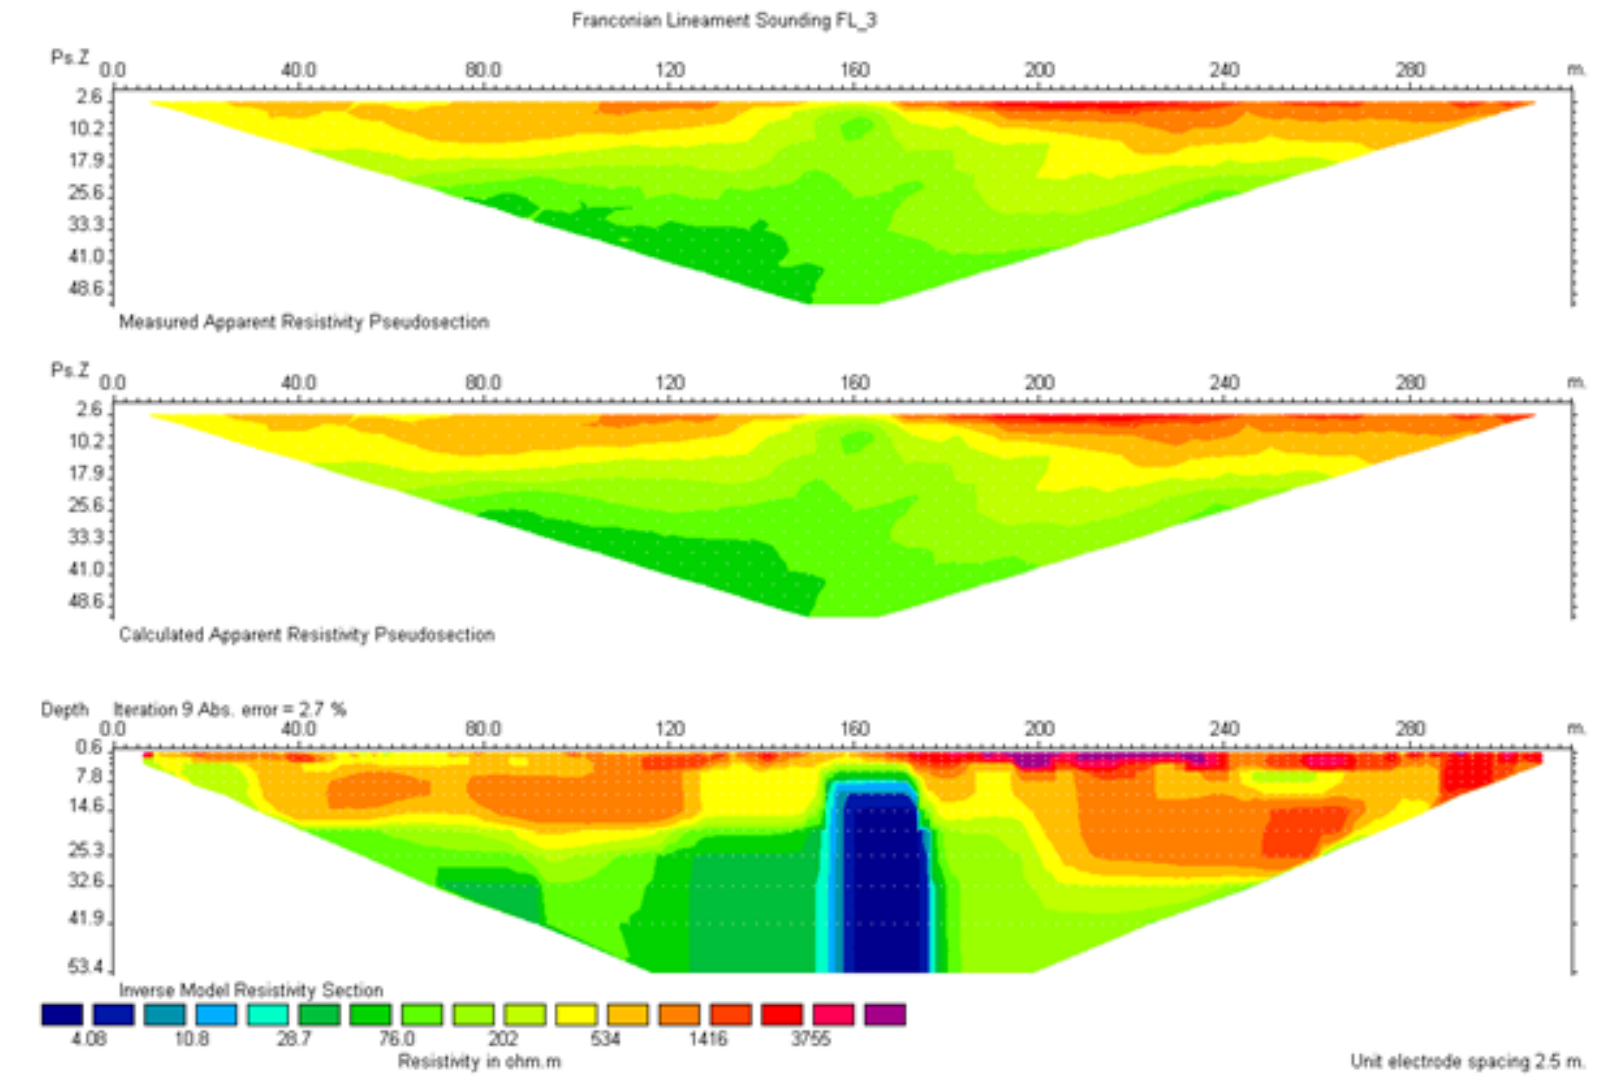 Franconian Lineament Sounding FL_3
Ps.Z 0.0 40.0 80.0 120 160 200 240 280 m.
2.6
10.2
17.9
25.6
33.3
41.0
48.6
Measured Apparent Resistivity Pseudosection
Ps.Z 0.0 40.0 80.0 120 160 200 240 280 m.
2.6
10.2
17.9
25.6
33.3
41.0
48.6
Calculated Apparent Resistivity Pseudosection
Depth Iteration 9 Abs. error = 2.7 %
0.0 40.0 80.0 120 160 200 240 280 m.
0.6
7.8
14.6
25.3
32.6
41.9
53.4
Inverse Model Resistivity Section
4.08 10.8 28.7 76.0 202 534 1416 3755
Resistivity in ohm.m
Unit electrode spacing 2.5 m.